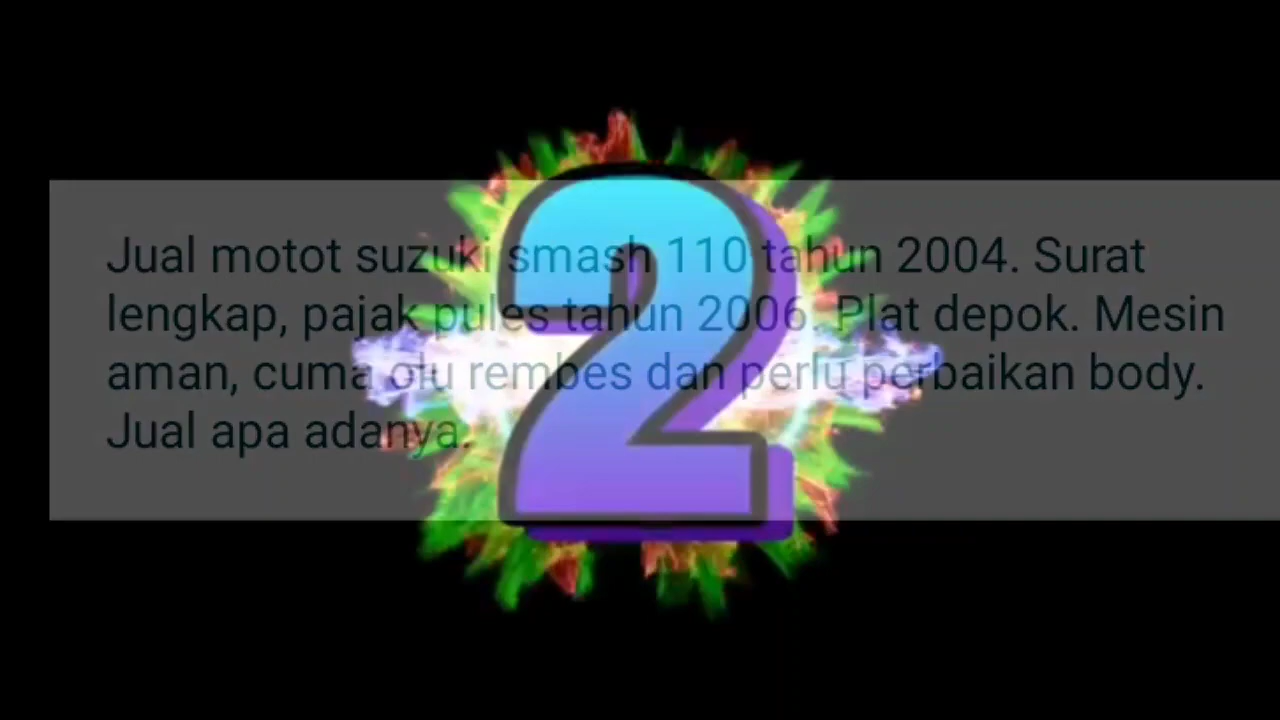 Jual motot suzuki smash 110 tahun 2004. Surat
lengkap, pajak pules tahun 2006. Plat depok. Mesin
aman, cuma olu rembes dan perlu perbaikan body.
Jual apa adanya.
2